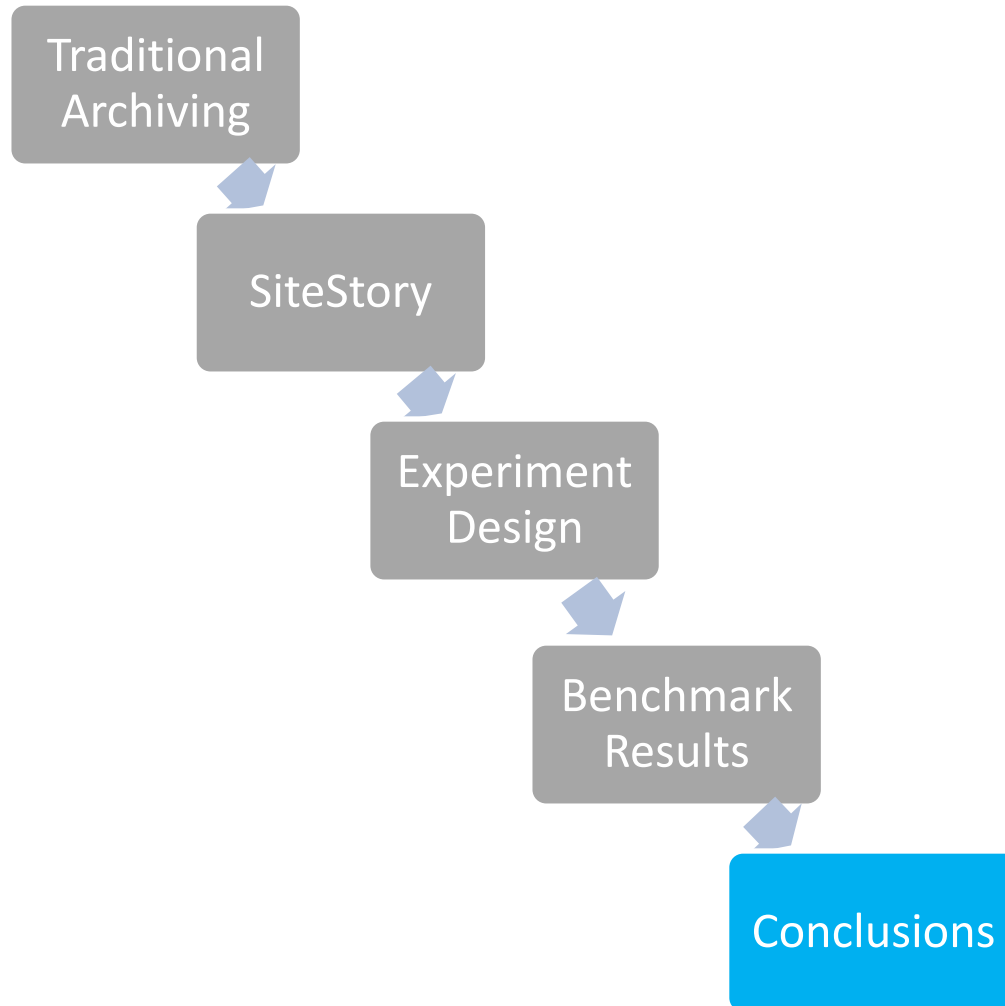 Traditional
Archiving
SiteStory
Experiment
Design
Benchmark
Results
Conclusions